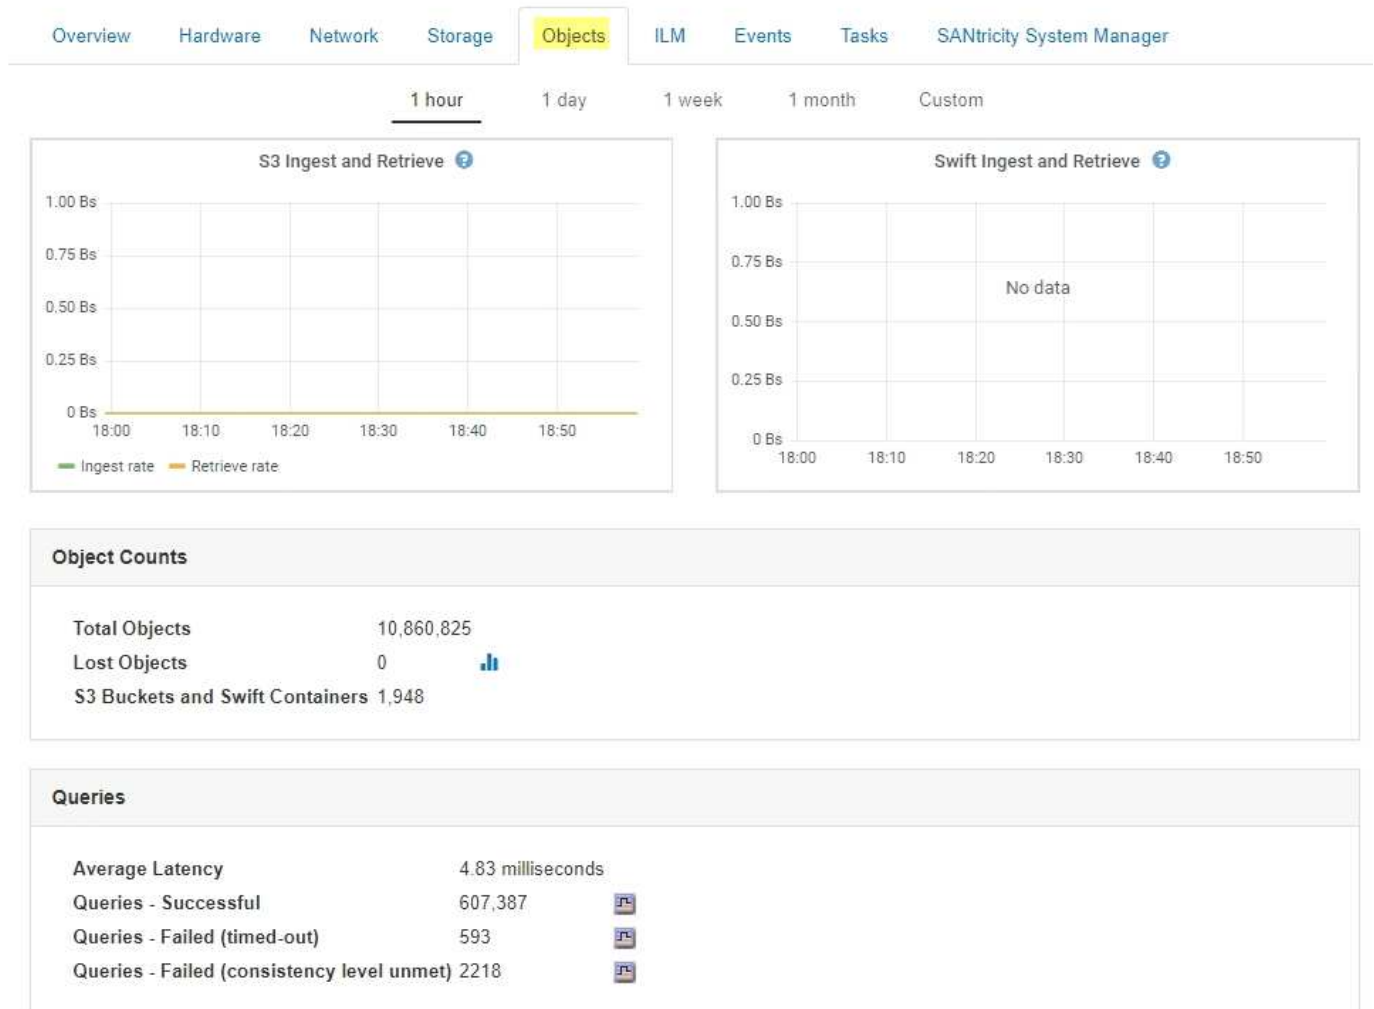 Overview Hardware Network Storage Objects ILM Events Tasks SANtricity System Manager
1 hour 1 day 1 week 1 month Custom
S3 Ingest and Retrieve ?
1.00 Bs
0.75 Bs
0.50 Bs
0.25 Bs
0 Bs
18:00 18:10 18:20 18:30 18:40 18:50
Ingest rate Retrieve rate
Swift Ingest and Retrieve ?
1.00 Bs
0.75 Bs
No data
0.50 Bs
0.25 Bs
0 Bs
18:00 18:10 18:20 18:30 18:40 18:50
Object Counts
Total Objects 10,860,825
Lost Objects 0
S3 Buckets and Swift Containers 1,948
Queries
Average Latency 4.83 milliseconds
Queries - Successful 607,387
Queries - Failed (timed-out) 593
Queries - Failed (consistency level unmet) 2218